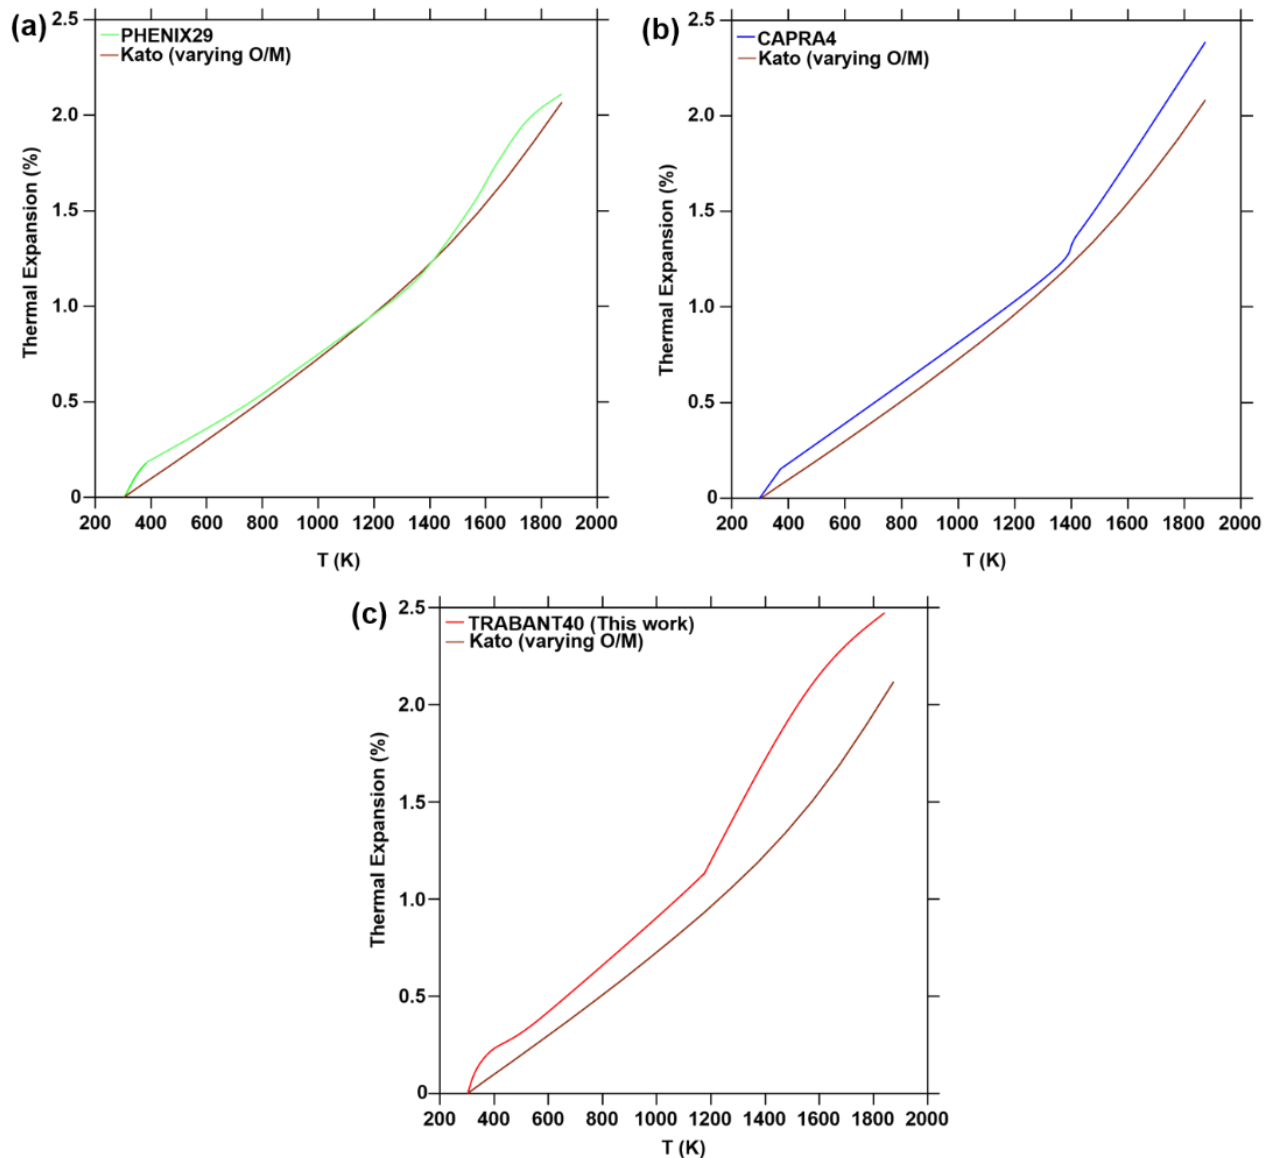 (a)
PHENIX29
Kato (varying O/M)
2.5
2.0
1.5
1.0
0.5
0
Thermal Expansion (%)
200 400 600 800 1000 1200 1400 1600 1800 2000
T (K)
(b)
CAPRA4
Kato (varying O/M)
2.5
2.0
1.5
1.0
0.5
0
Thermal Expansion (%)
200 400 600 800 1000 1200 1400 1600 1800 2000
T (K)
(c)
TRABANT40 (This work)
Kato (varying O/M)
2.5
2.0
1.5
1.0
0.5
0
Thermal Expansion (%)
200 400 600 800 1000 1200 1400 1600 1800 2000
T (K)